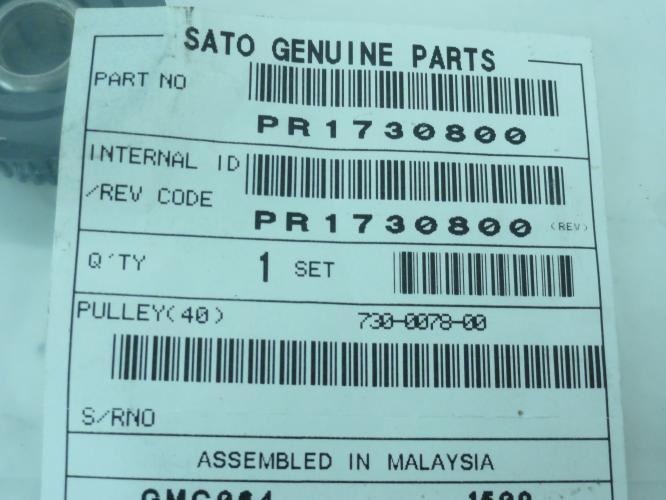 SATO GENUINE PARTS
PART NO
PR1730800
INTERNAL ID
/REV CODE
PR1730800 (REV)
Q'TY 1 SET
PULLEY(40) 730-0078-00
S/RNO
ASSEMBLED IN MALAYSIA